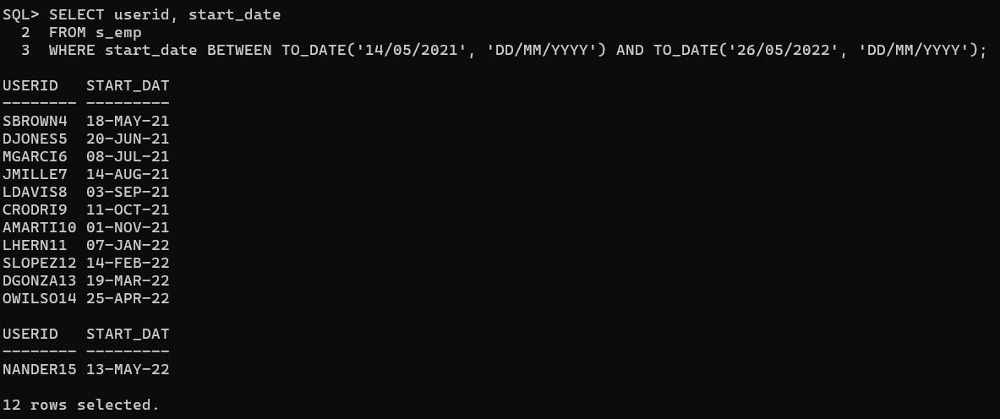 SQL> SELECT userid, start_date
  2  FROM s_emp
  3  WHERE start_date BETWEEN TO_DATE('14/05/2021', 'DD/MM/YYYY') AND TO_DATE('26/05/2022', 'DD/MM/YYYY');

USERID   START_DAT
-------- ---------
SBROWN4  18-MAY-21
DJONES5  20-JUN-21
MGARCI6  08-JUL-21
JMILLE7  14-AUG-21
LDAVIS8  03-SEP-21
CRODRI9  11-OCT-21
AMARTI10 01-NOV-21
LHERN11  07-JAN-22
SLOPEZ12 14-FEB-22
DGONZA13 19-MAR-22
OWILSO14 25-APR-22

USERID   START_DAT
-------- ---------
NANDER15 13-MAY-22

12 rows selected.